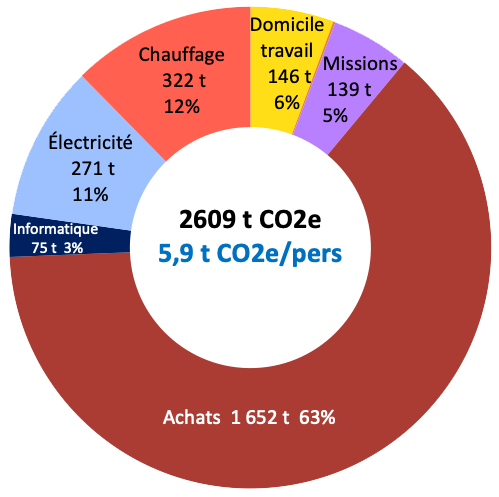 Domicile
travail
146 t
6%
Missions
139 t
5%
Chauffage
322 t
12%
Électricité
271 t
11%
Informatique
75 t 3%
2609 t CO2e
5,9 t CO2e/pers
Achats 1 652 t 63%